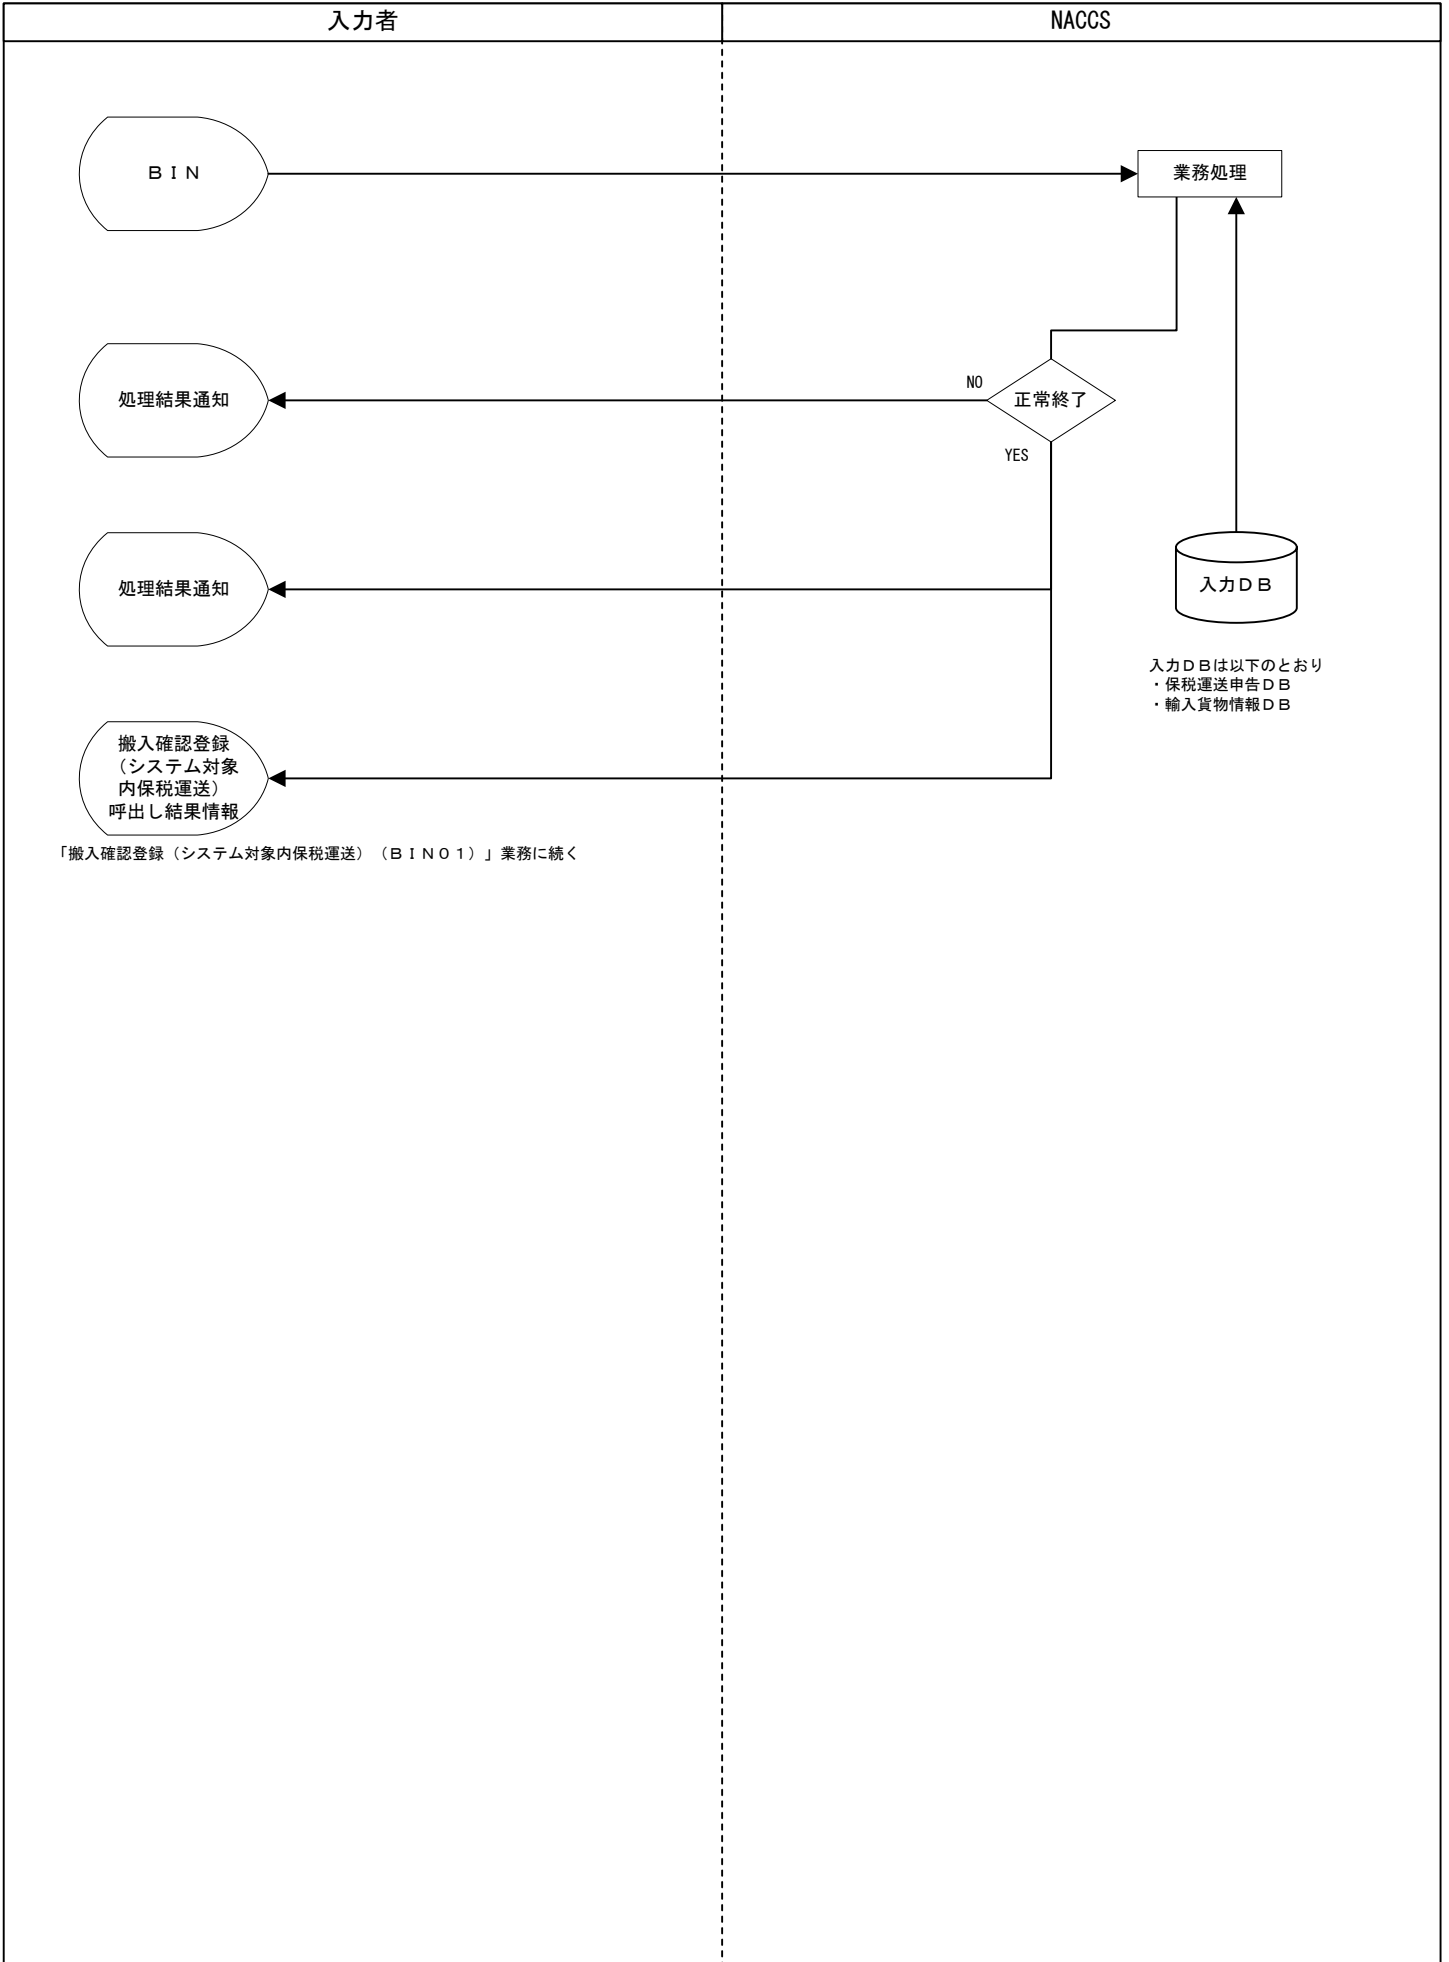 入力者
NACCS
ＢＩＮ
業務処理
処理結果通知
NO
正常終了
YES
処理結果通知
入力ＤＢ
入力ＤＢは以下のとおり
・保税運送申告ＤＢ
・輸入貨物情報ＤＢ
搬入確認登録
（システム対象
内保税運送）
呼出し結果情報
「搬入確認登録（システム対象内保税運送）（ＢＩＮ０１）」業務に続く